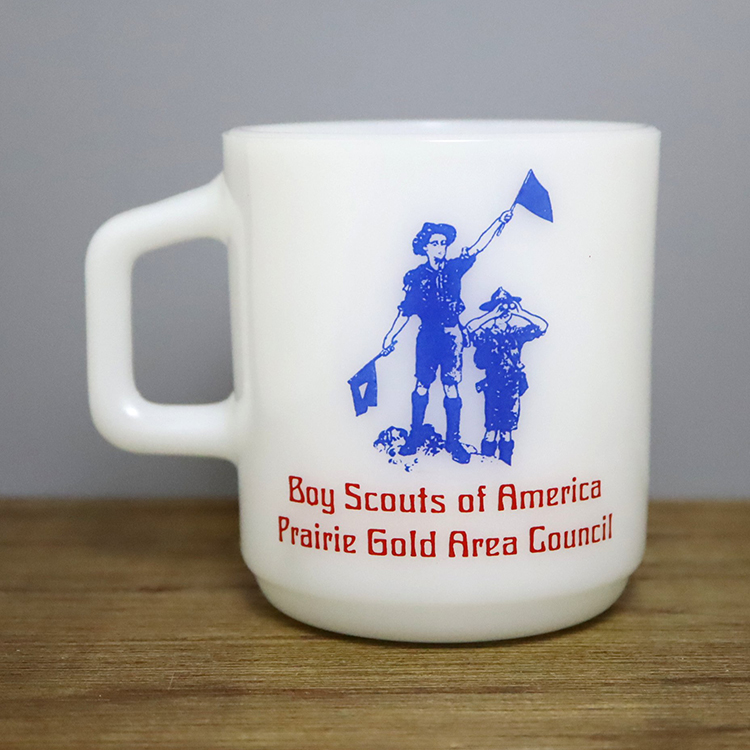 Boy Scouts of America
Prairie Gold Area Council